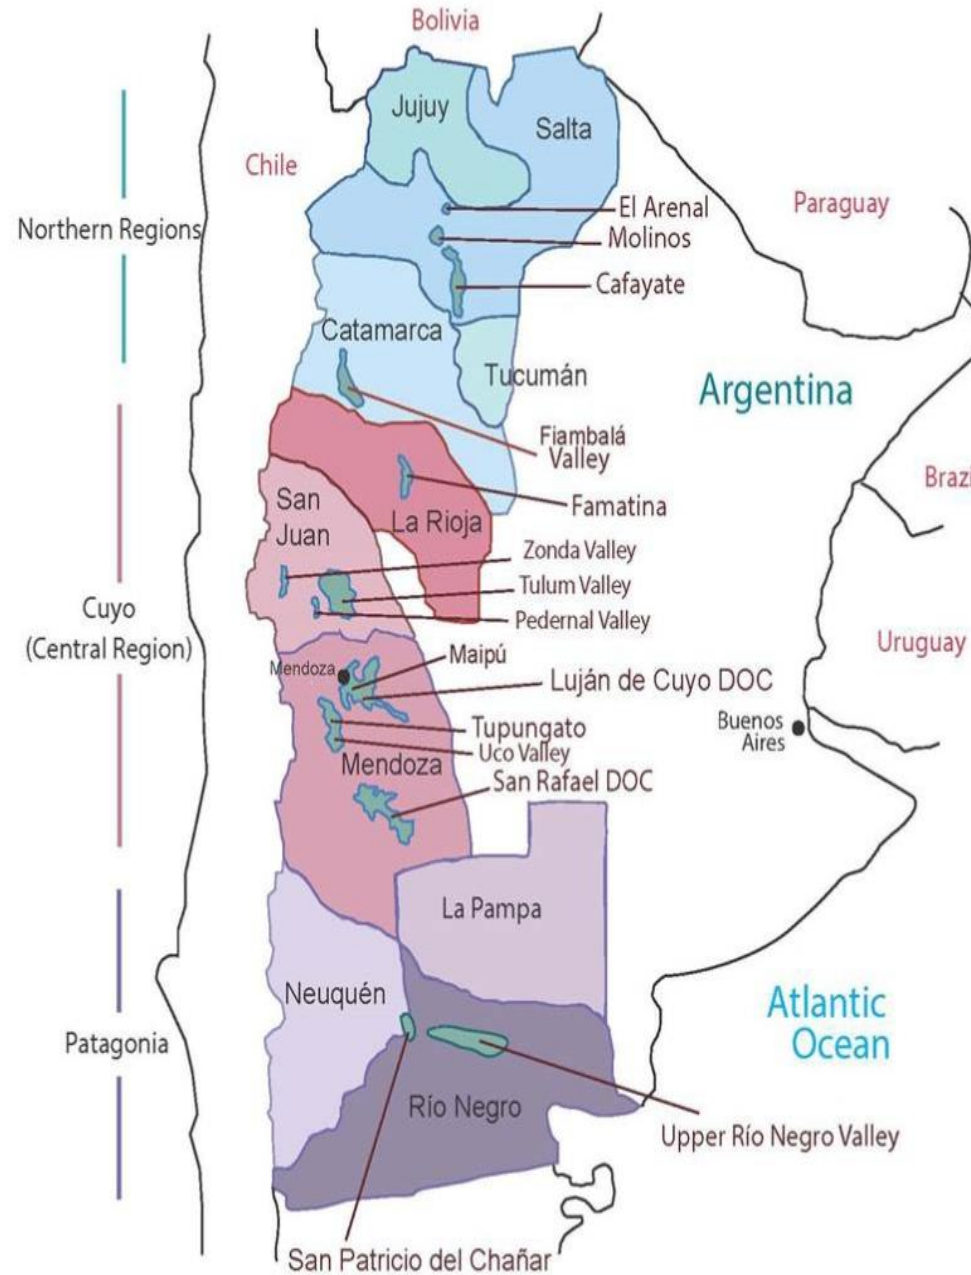 Bolivia
Jujuy
Salta
Chile
El Arenal
Paraguay
Northern Regions
Molinos
Cafayate
Catamarca
Tucumán
Argentina
Fiambalá
Valley
Brazi
San
Juan
La Rioja
Famatina
Zonda Valley
Tulum Valley
Cuyo
(Central Region)
Pedernal Valley
Uruguay
Maipú
Mendoza
Luján de Cuyo DOC
Buenos
Aires
Tupungato
Uco Valley
Mendoza
San Rafael DOC
La Pampa
Neuquén
Atlantic
Ocean
Patagonia
Río Negro
Upper Río Negro Valley
San Patricio del Chañar